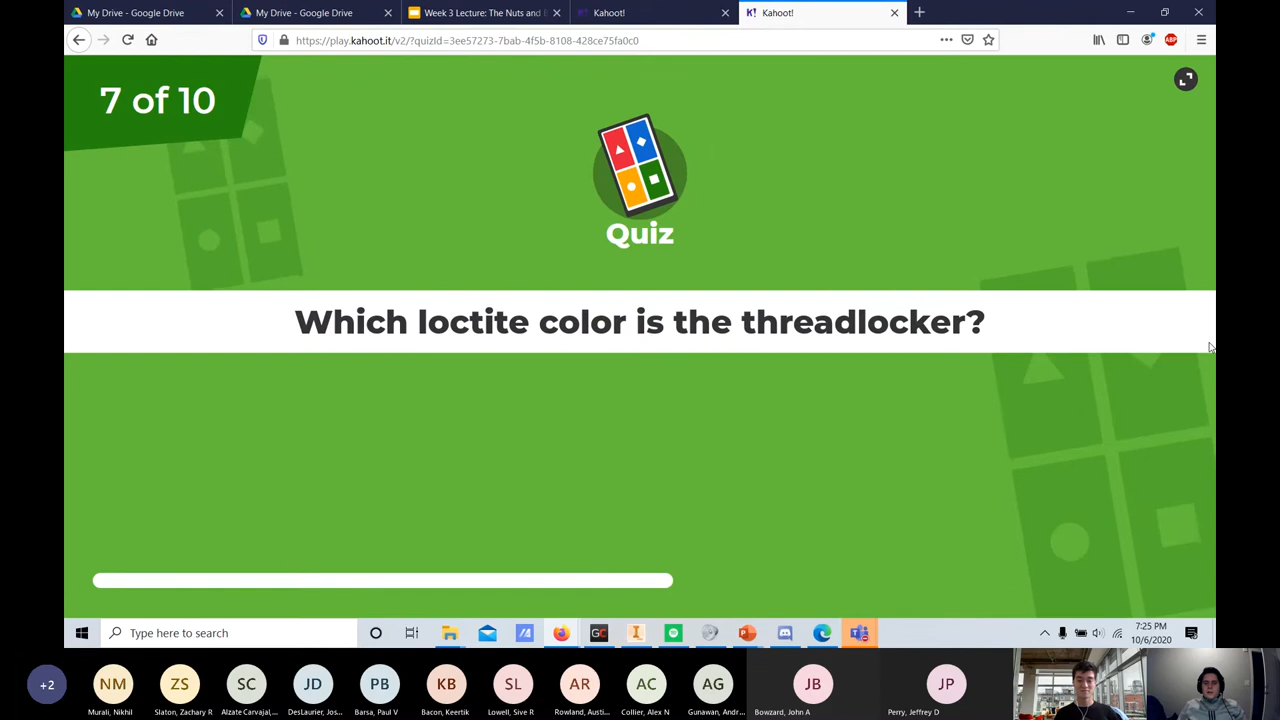 My Drive - Google Drive
My Drive - Google Drive
Week 3 Lecture: The Nuts and
Kahoot!
K! Kahoot!
https://play.kahoot.it/v2/?quizId=3ee57273-7bab-4f5b-8108-428ce75fa0c0
ABP
7 of 10
Quiz
Which loctite color is the threadlocker?
Type here to search
GC
7:25 PM
10/6/2020
+2
NM
ZS
SC
JD
PB
KB
SL
AR
AC
AG
JB
JP
Murali, Nikhil
Slaton, Zachary R
Alzate Carvajal,...
DesLaurier, Jos...
Barsa, Paul V
Bacon, Keertik
Lowell, Sive R
Rowland, Austi...
Collier, Alex N
Gunawan, Andr...
Bowzard, John A
Perry, Jeffrey D